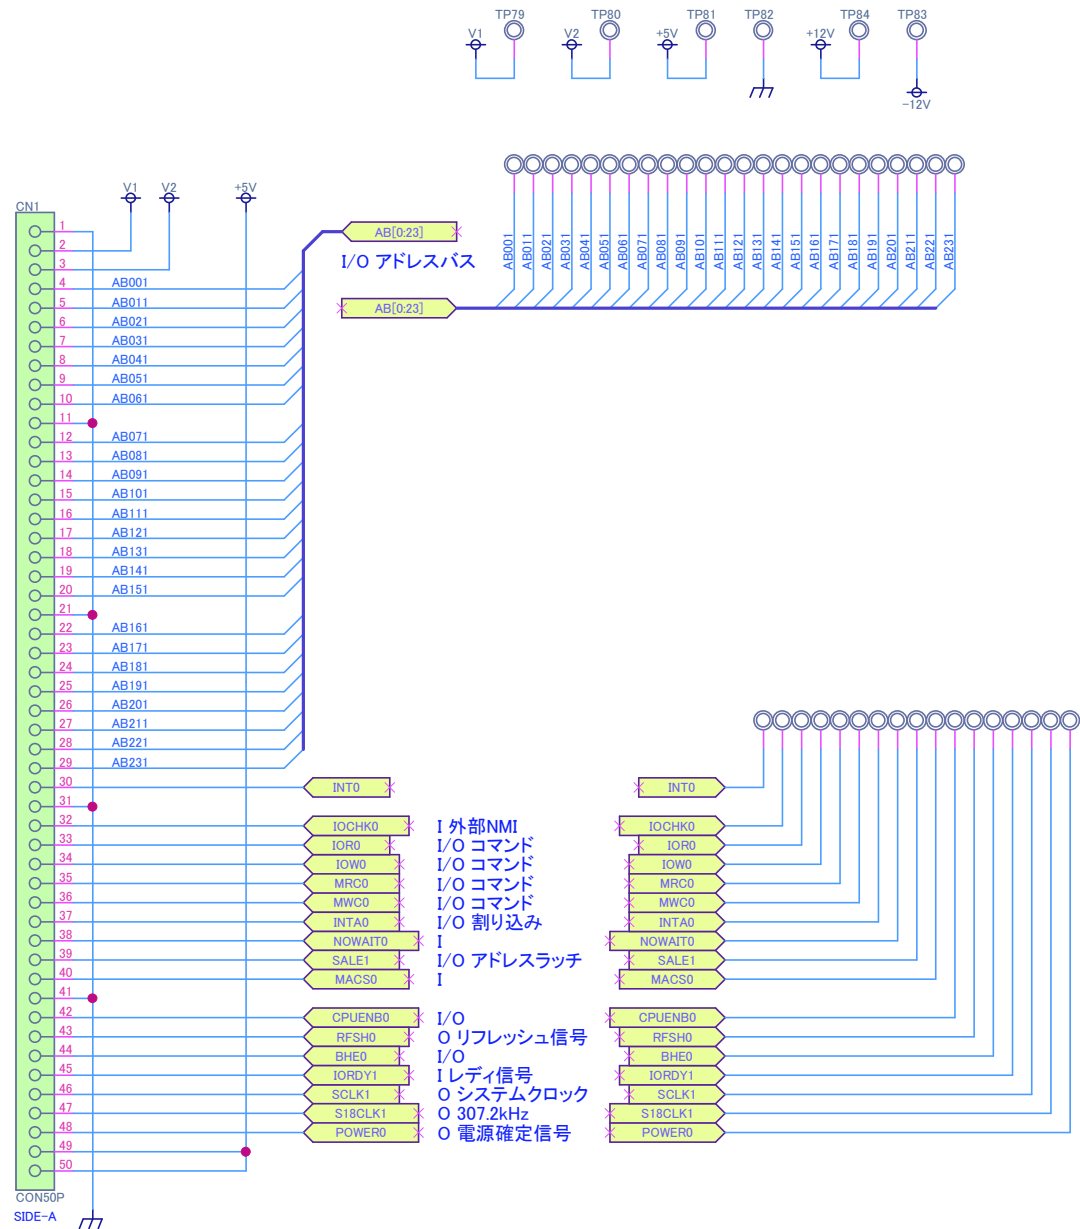 TP79 TP80 TP81 TP82 TP84 TP83
V1 V2 +5V +12V
-12V
V1 V2 +5V
CN1
AB[0:23]
I/O アドレスバス
AB[0:23]
AB001 AB011 AB021 AB031 AB041 AB051 AB061 AB071 AB081 AB091 AB101 AB111 AB121 AB131 AB141 AB151 AB161 AB171 AB181 AB191 AB201 AB211 AB221 AB231
1
2
3
4 AB001
5 AB011
6 AB021
7 AB031
8 AB041
9 AB051
10 AB061
11
12 AB071
13 AB081
14 AB091
15 AB101
16 AB111
17 AB121
18 AB131
19 AB141
20 AB151
21
22 AB161
23 AB171
24 AB181
25 AB191
26 AB201
27 AB211
28 AB221
29 AB231
30 INT0 INT0
31
32 IOCHK0 I 外部NMI IOCHK0
33 IOR0 I/O コマンド IOR0
34 IOW0 I/O コマンド IOW0
35 MRC0 I/O コマンド MRC0
36 MWC0 I/O コマンド MWC0
37 INTA0 I/O 割り込み INTA0
38 NOWAIT0 I NOWAIT0
39 SALE1 I/O アドレスラッチ SALE1
40 MACS0 I MACS0
41
42 CPUENB0 I/O CPUENB0
43 RFSH0 O リフレッシュ信号 RFSH0
44 BHE0 I/O BHE0
45 IORDY1 I レディ信号 IORDY1
46 SCLK1 O システムクロック SCLK1
47 S18CLK1 O 307.2kHz S18CLK1
48 POWER0 O 電源確定信号 POWER0
49
50
CON50P
SIDE-A